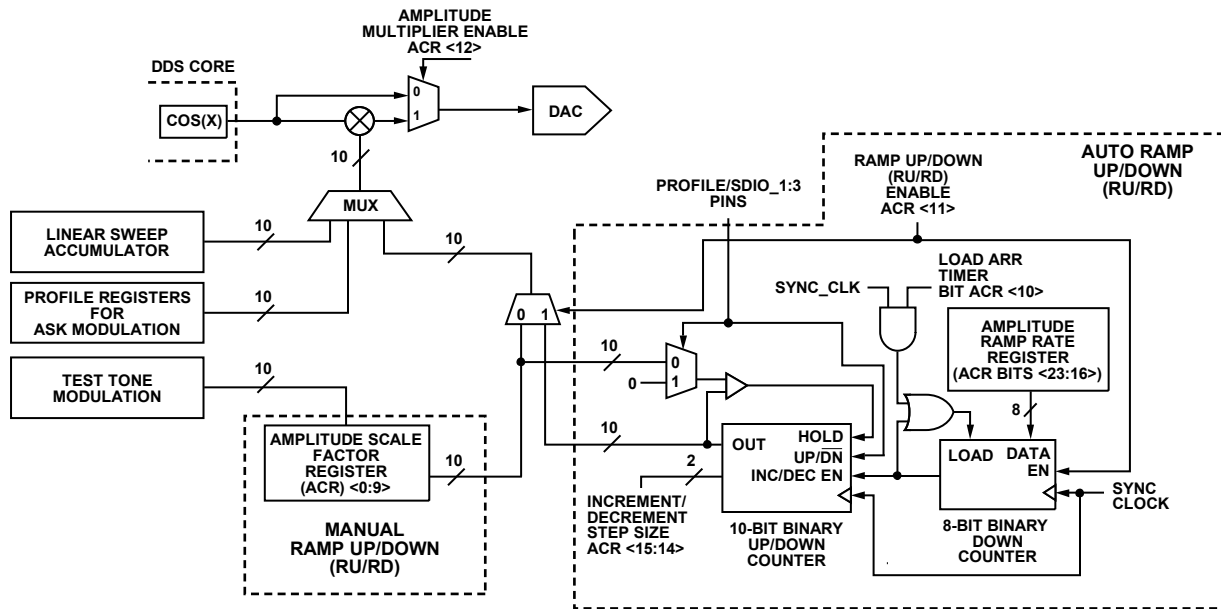 AMPLITUDE
MULTIPLIER ENABLE
ACR <12>
DDS CORE
COS(X)
0
1
DAC
10
MUX
LINEAR SWEEP
ACCUMULATOR
10
PROFILE REGISTERS
FOR
ASK MODULATION
10
TEST TONE
MODULATION
10
10
0 1
AMPLITUDE SCALE
FACTOR
REGISTER
(ACR) <0:9>
10
MANUAL
RAMP UP/DOWN
(RU/RD)
AUTO RAMP
UP/DOWN
(RU/RD)
RAMP UP/DOWN
(RU/RD)
ENABLE
ACR <11>
PROFILE/SDIO_1:3
PINS
SYNC_CLK
LOAD ARR
TIMER
BIT ACR <10>
AMPLITUDE
RAMP RATE
REGISTER
(ACR BITS <23:16>)
8
10
0
0
1
10
OUT
HOLD
UP/DN
INC/DEC EN
2
INCREMENT/
DECREMENT
STEP SIZE
ACR <15:14>
10-BIT BINARY
UP/DOWN
COUNTER
LOAD
DATA
EN
8-BIT BINARY
DOWN
COUNTER
SYNC
CLOCK